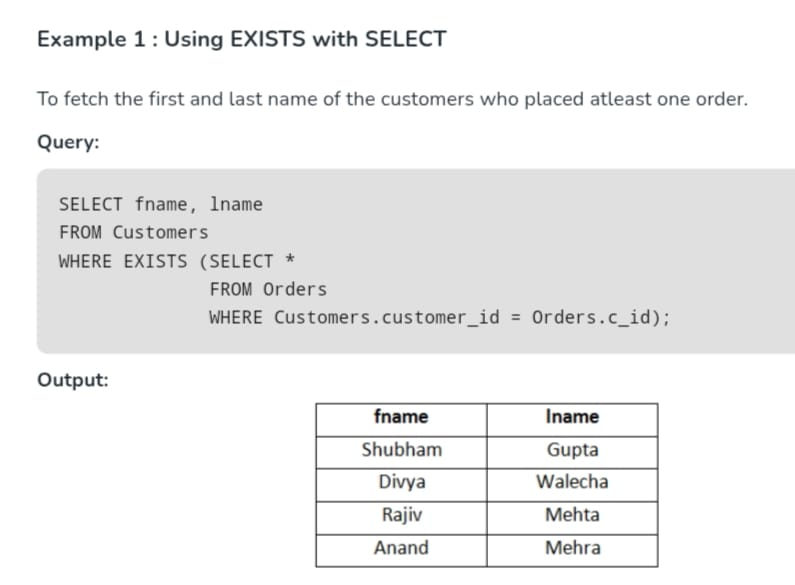 Example 1 : Using EXISTS with SELECT
To fetch the first and last name of the customers who placed atleast one order.
Query:
SELECT fname, lname
FROM Customers
WHERE EXISTS (SELECT *
              FROM Orders
              WHERE Customers.customer_id = Orders.c_id);
Output:
fname lname
Shubham Gupta
Divya Walecha
Rajiv Mehta
Anand Mehra